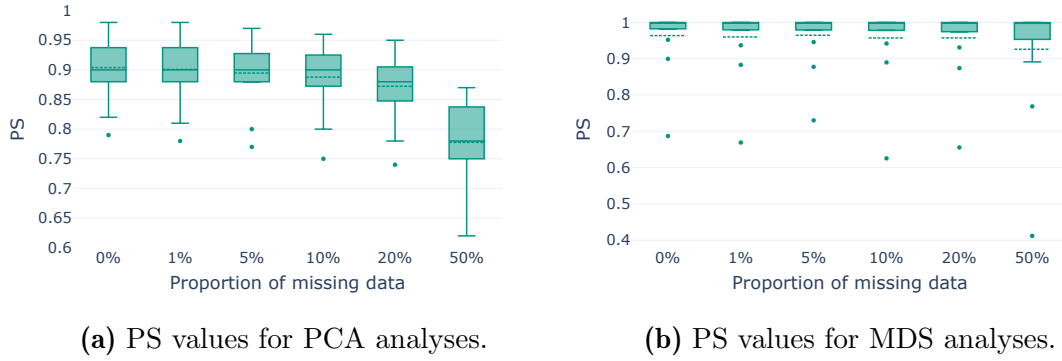 1
0.95
0.9
0.85
0.8
0.75
0.7
0.65
0.6
PS
0% 1% 5% 10% 20% 50%
Proportion of missing data
(a) PS values for PCA analyses.
1
0.9
0.8
0.7
0.6
0.5
0.4
PS
0% 1% 5% 10% 20% 50%
Proportion of missing data
(b) PS values for MDS analyses.